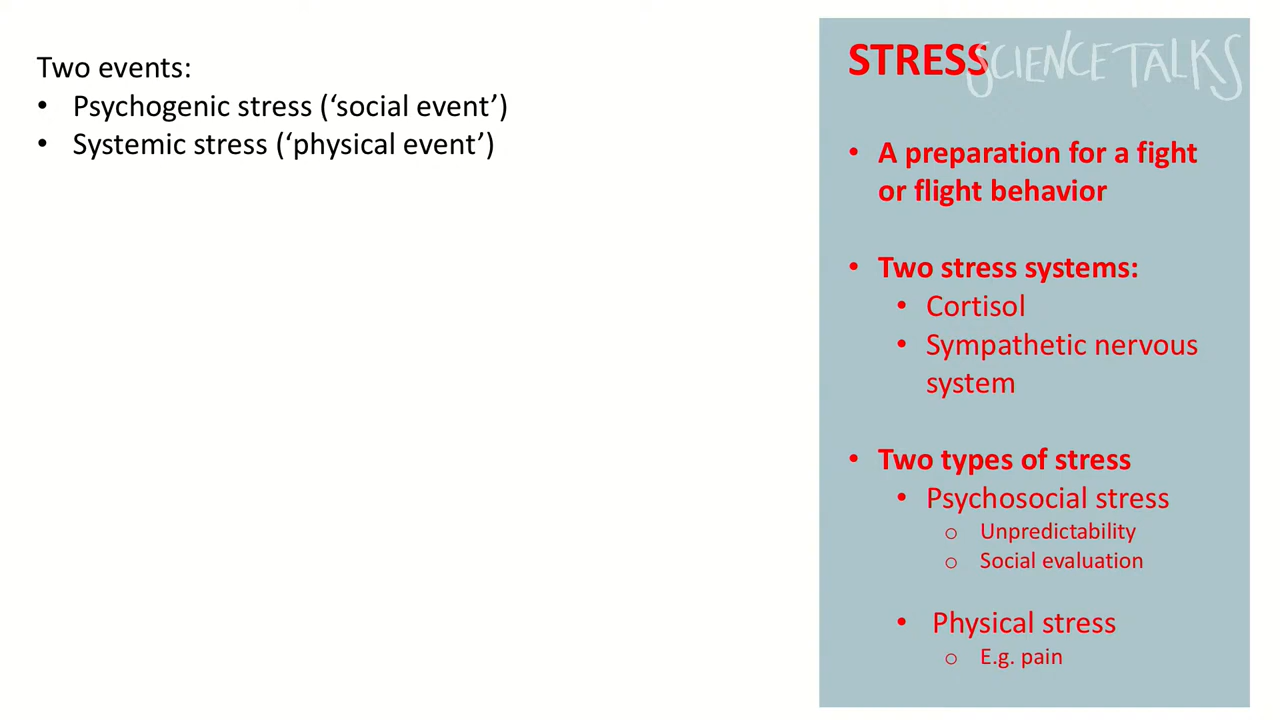 Two events:
• Psychogenic stress (‘social event’)
• Systemic stress (‘physical event’)
STRESS
SCIENCE TALKS
• A preparation for a fight
or flight behavior
• Two stress systems:
• Cortisol
• Sympathetic nervous
system
• Two types of stress
• Psychosocial stress
o Unpredictability
o Social evaluation
• Physical stress
o E.g. pain